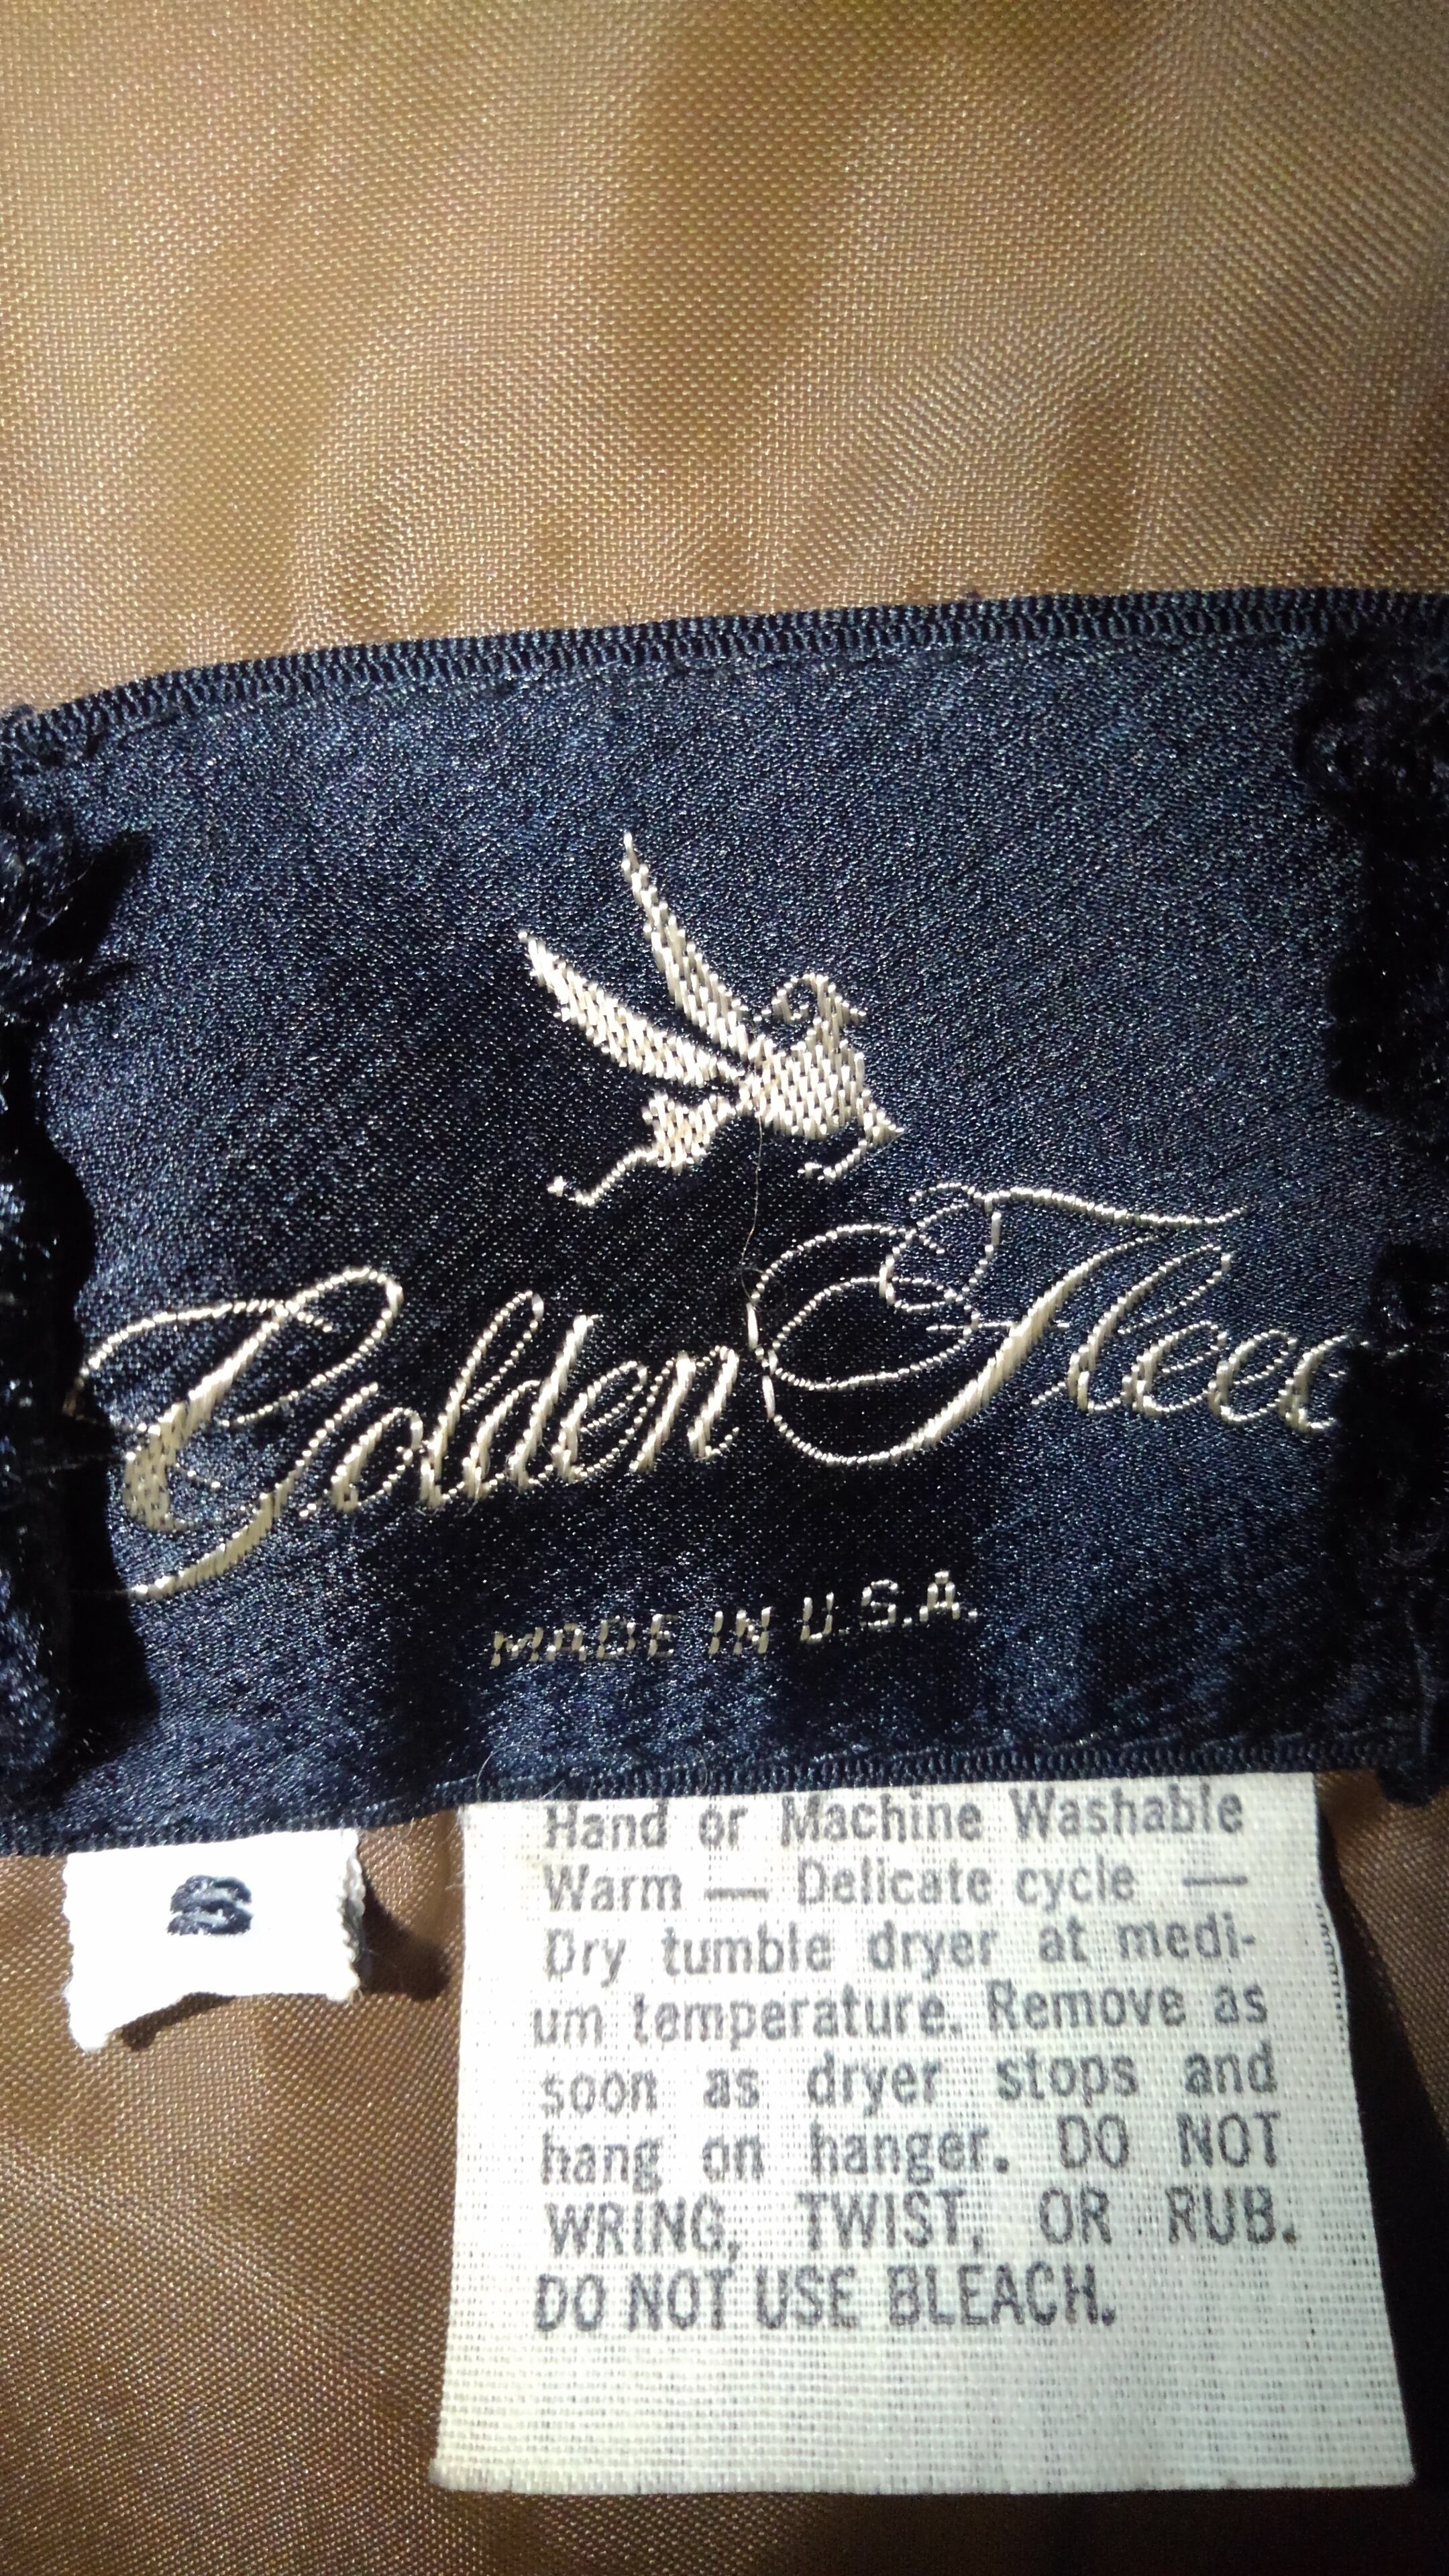 Golden Fleec
MADE IN U.S.A.
S
Hand or Machine Washable
Warm — Delicate cycle —
Dry tumble dryer at medi-
um temperature. Remove as
soon as dryer stops and
hang on hanger. DO NOT
WRING, TWIST, OR RUB.
DO NOT USE BLEACH.